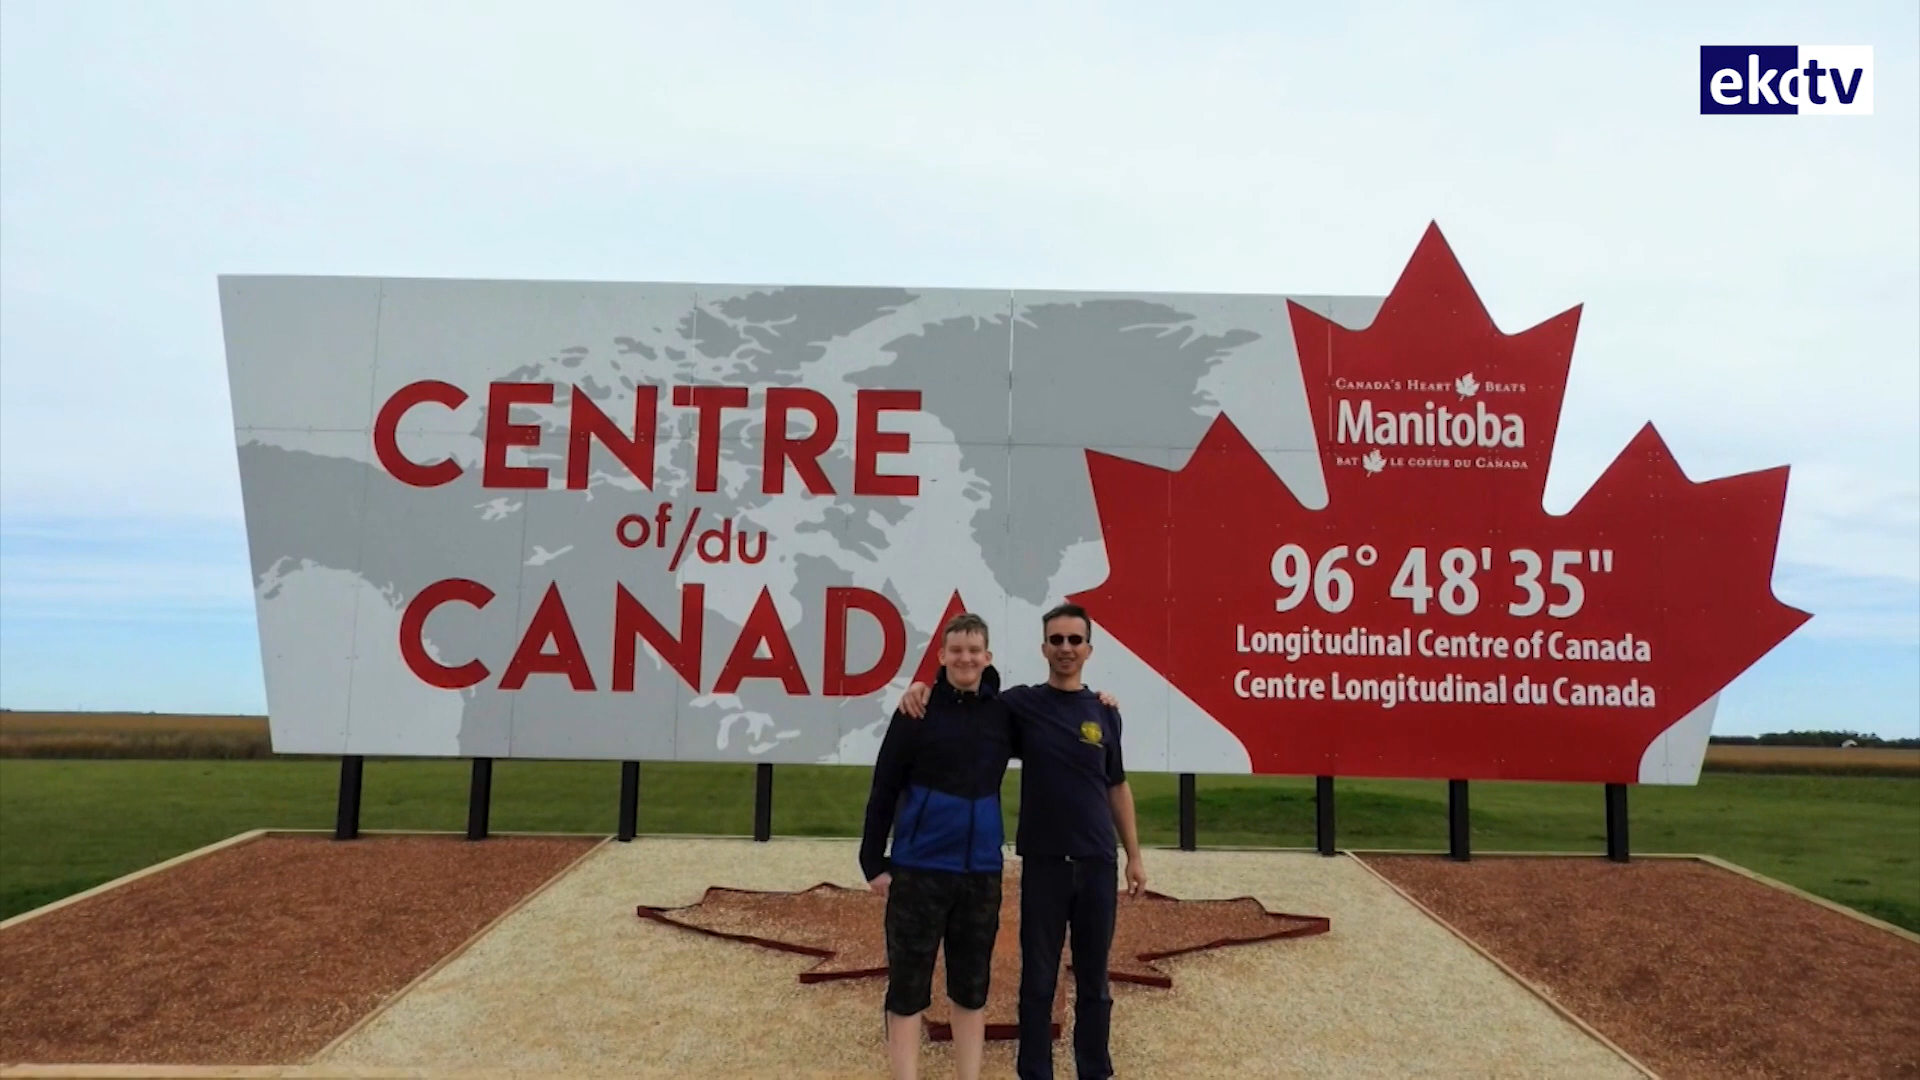 ekctv
CENTRE
of/du
CANADA
CANADA'S HEART BEATS
Manitoba
BAT LE COEUR DU CANADA
96° 48' 35"
Longitudinal Centre of Canada
Centre Longitudinal du Canada